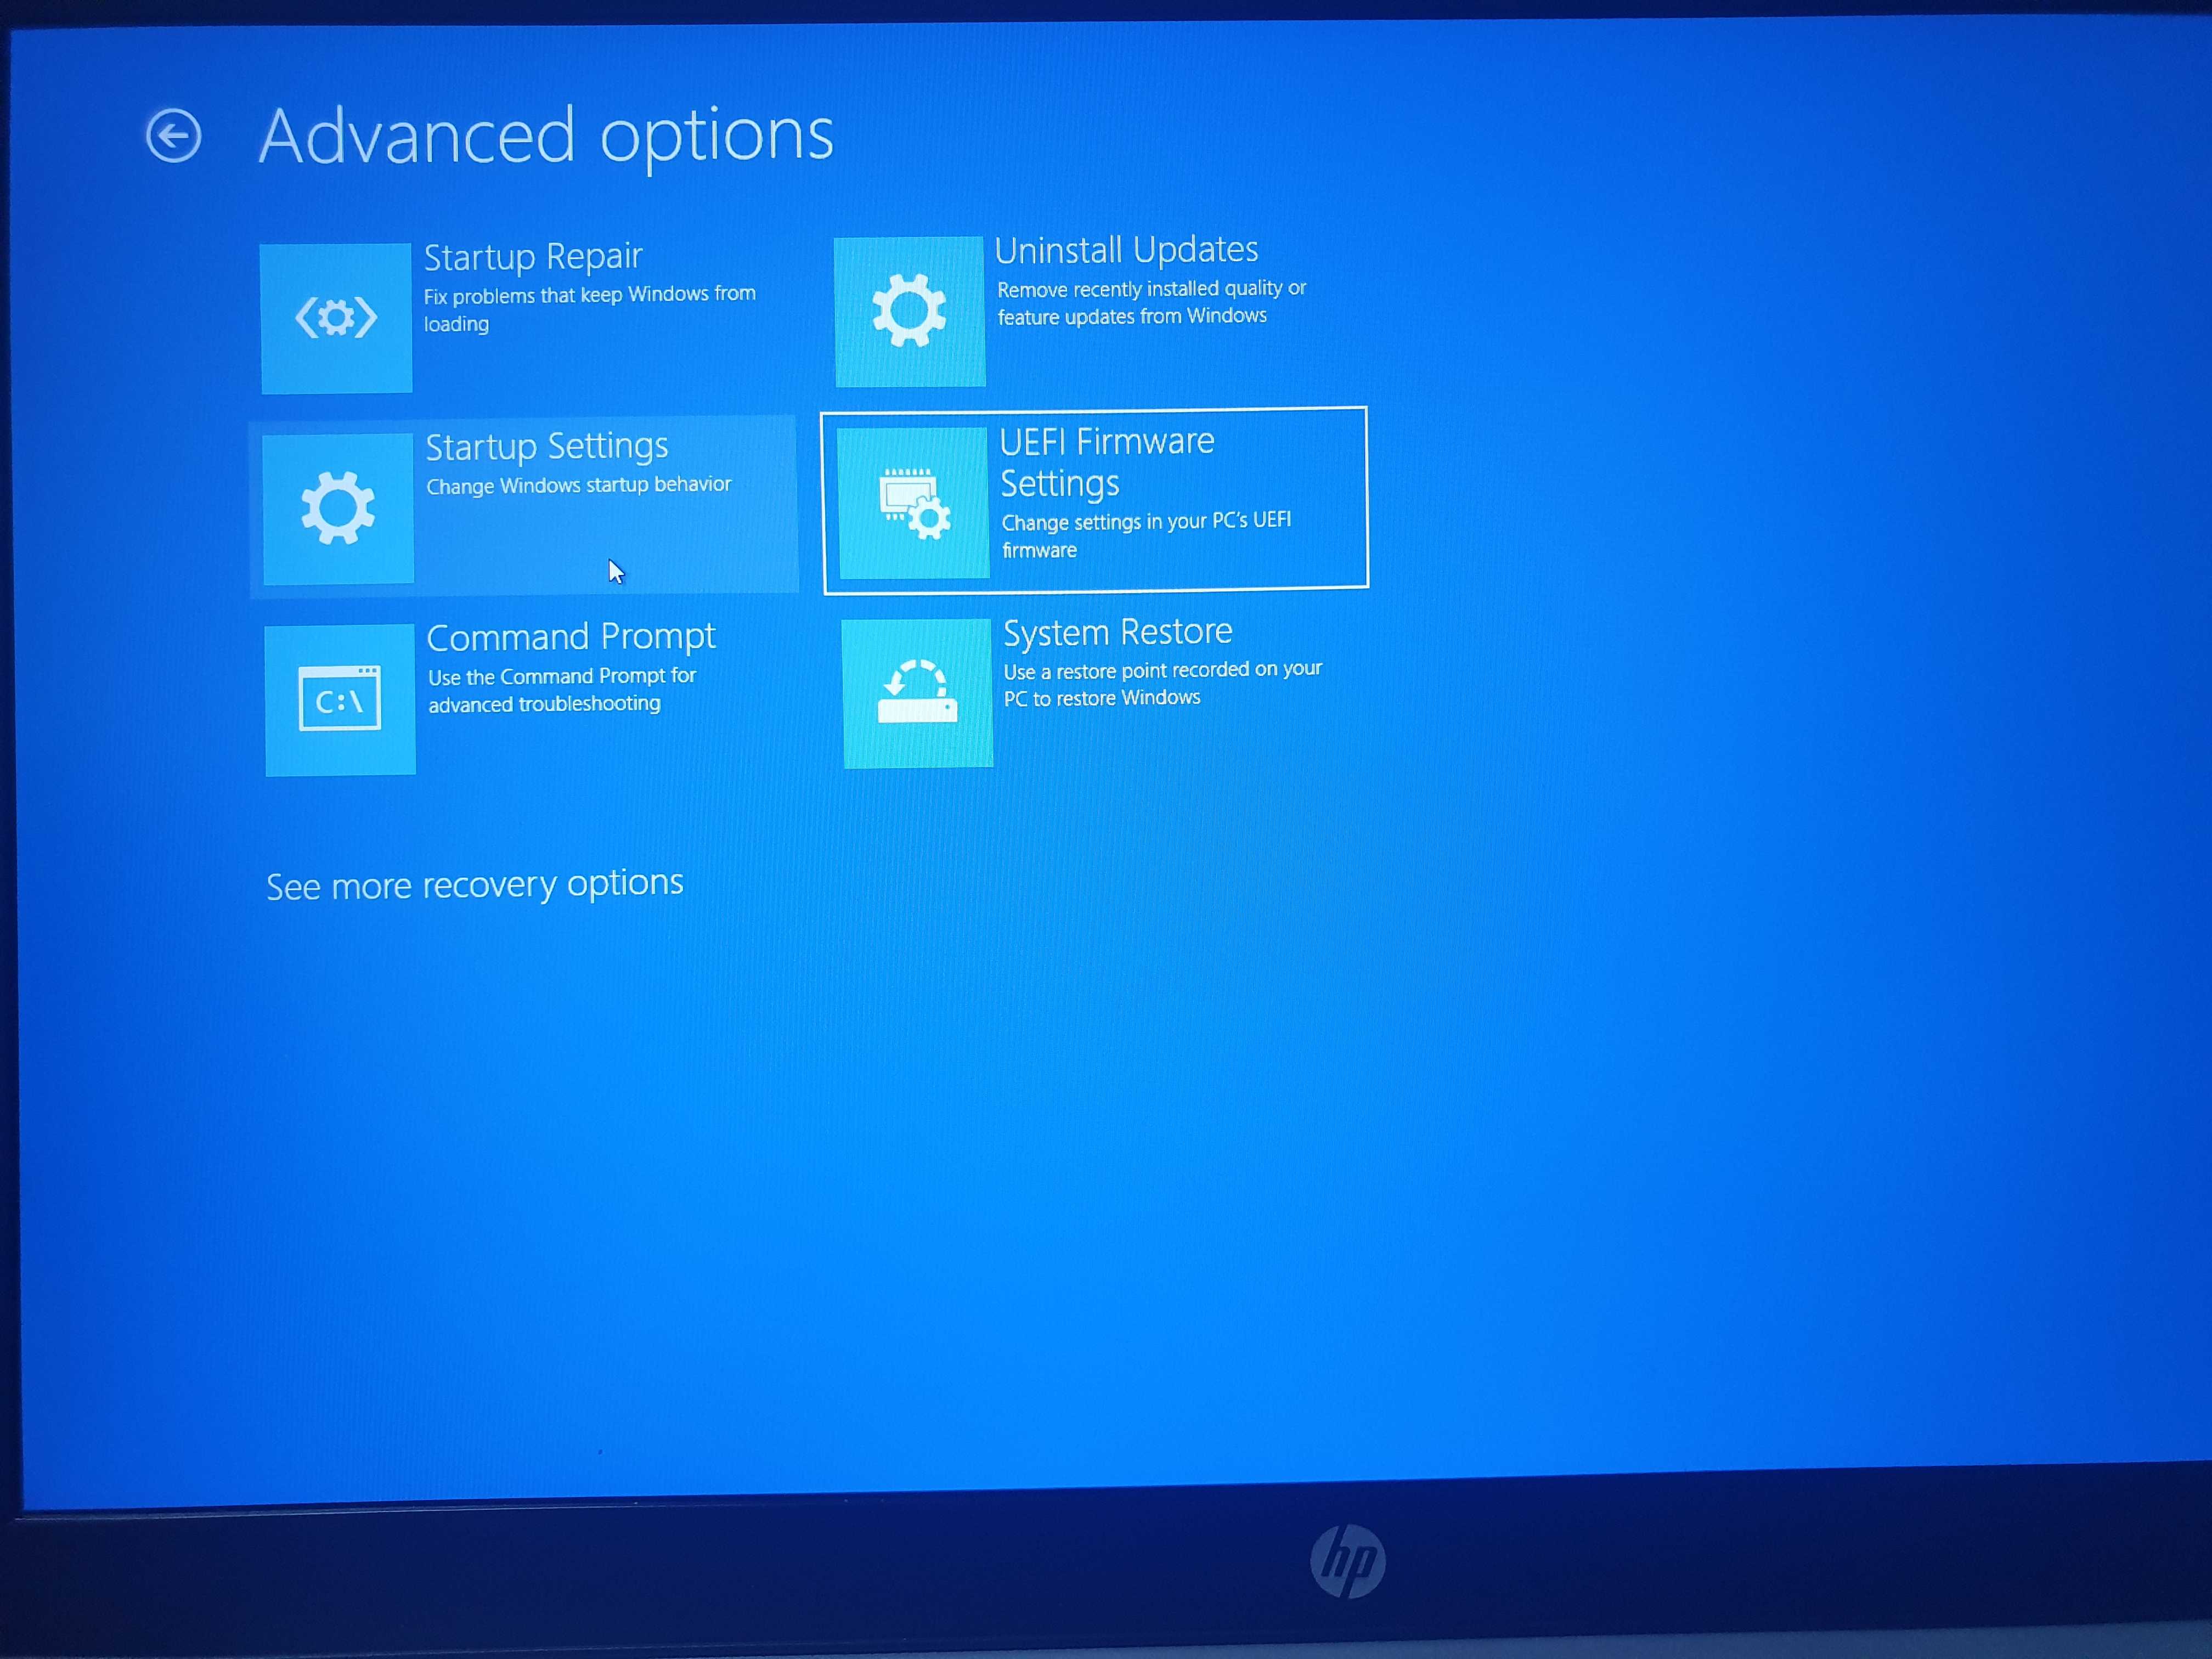 Advanced options
Startup Repair
Fix problems that keep Windows from
loading
Uninstall Updates
Remove recently installed quality or
feature updates from Windows
Startup Settings
Change Windows startup behavior
UEFI Firmware
Settings
Change settings in your PC's UEFI
firmware
C:\
Command Prompt
Use the Command Prompt for
advanced troubleshooting
System Restore
Use a restore point recorded on your
PC to restore Windows
See more recovery options
hp